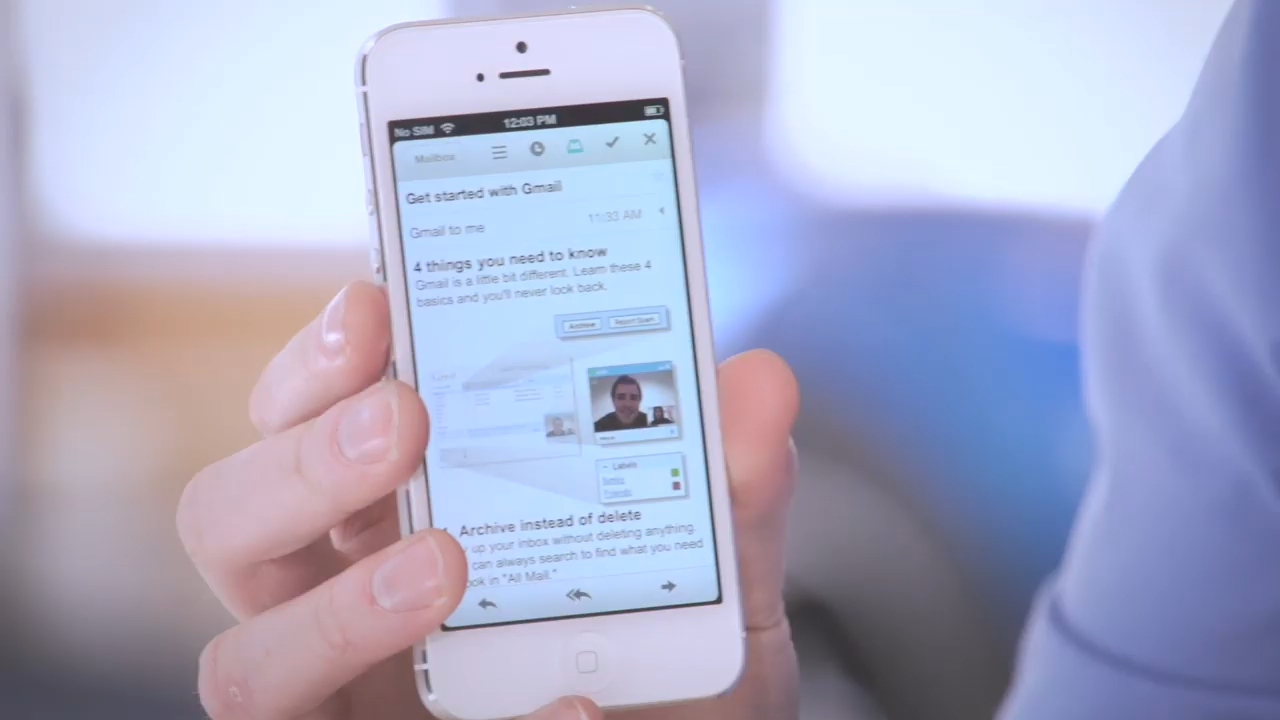 No SIM 12:03 PM
Mailbox
Get started with Gmail
Gmail to me 11:33 AM
4 things you need to know
Gmail is a little bit different. Learn these 4
basics and you'll never look back.
Archive Report Spam
Labels
Archive instead of delete
up your inbox without deleting anything.
can always search to find what you need
ook in "All Mail."